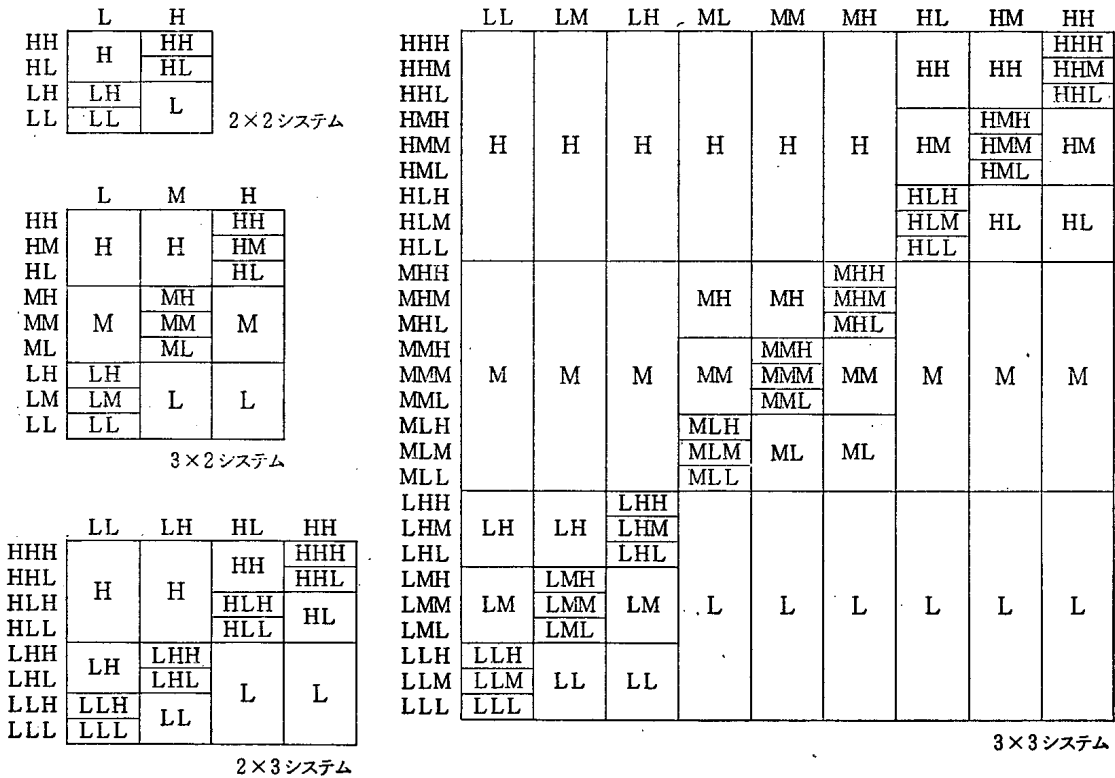 L H
HH HH
H
HL HL
LH LH
L
LL LL
2×2システム
L M H
HH HH
HM H H HM
HL HL
MH MH
MM M MM M
ML ML
LH LH
LM LM L L
LL LL
3×2システム
LL LH HL HH
HHH HHH
HH
HHL HHL
H H
HLH HLH
HL
HLL HLL
LHH LHH
LH
LHL LHL
L L
LLH LLH
LL
LLL LLL
2×3システム
LL LM LH ML MM MH HL HM HH
HHH HHH
HHM HH HH HHM
HHL HHL
HMH HMH
HMM H H H H H H HM HMM HM
HML HML
HLH HLH
HLM HLM HL HL
HLL HLL
MHH MHH
MHM MH MH MHM
MHL MHL
MMH MMH
MMM M M M MM MMM MM M M M
MML MML
MLH MLH
MLM MLM ML ML
MLL MLL
LHH LHH
LHM LH LH LHM
LHL LHL
LMH LMH
LMM LM LMM LM L L L L L L
LML LML
LLH LLH
LLM LLM LL LL
LLL LLL
3×3システム